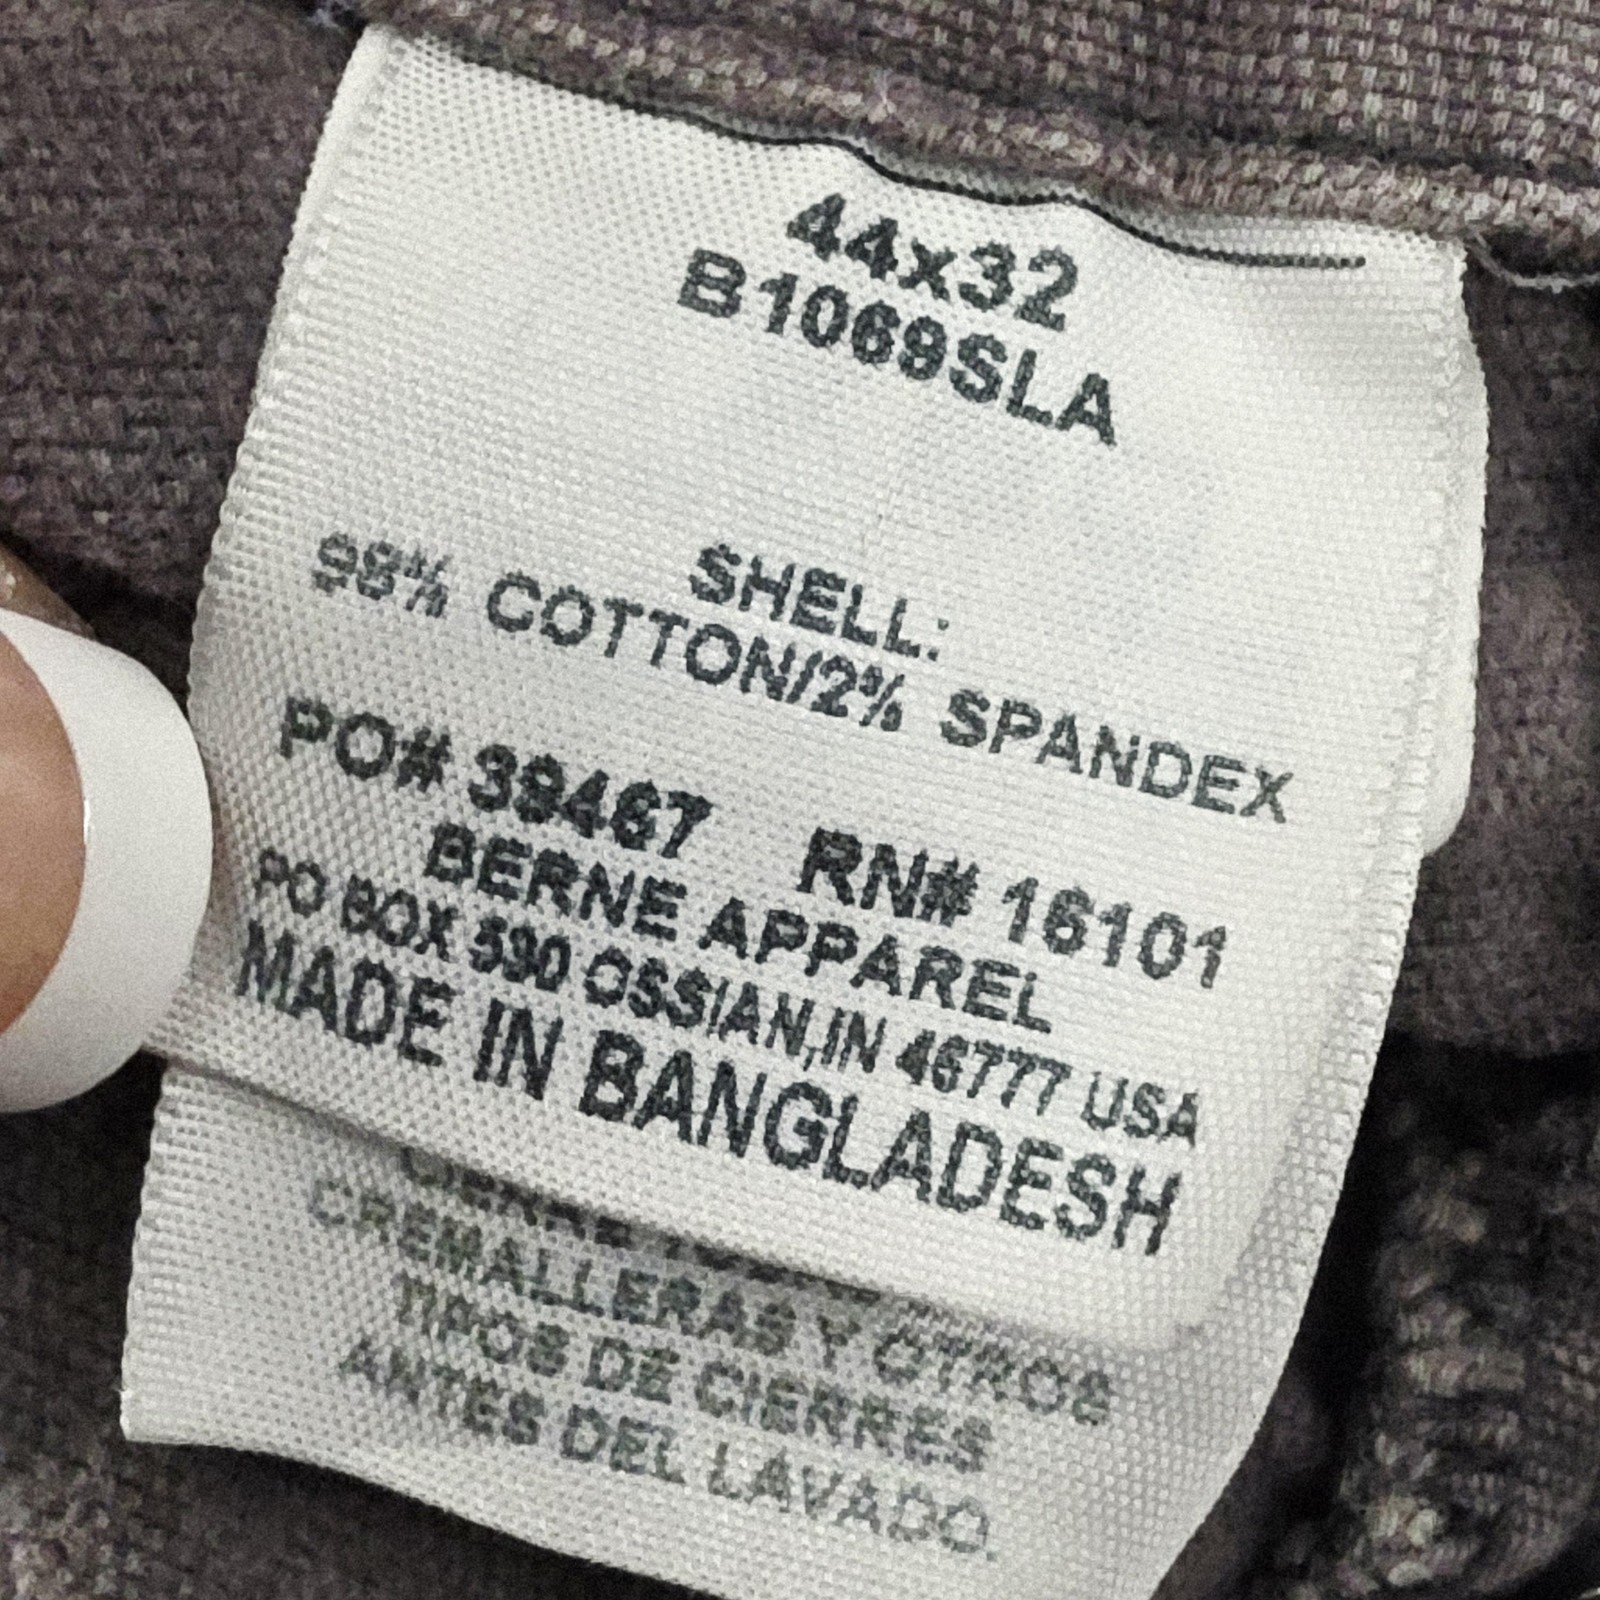 44x32
B1069SLA
SHELL:
98% COTTON/2% SPANDEX
PO# 39467 RN# 16101
BERNE APPAREL
PO BOX 530 OSSIAN,IN 46777 USA
MADE IN BANGLADESH
CREMALLERAS Y OTROS
TIPOS DE CIERRES
ANTES DEL LAVADO.